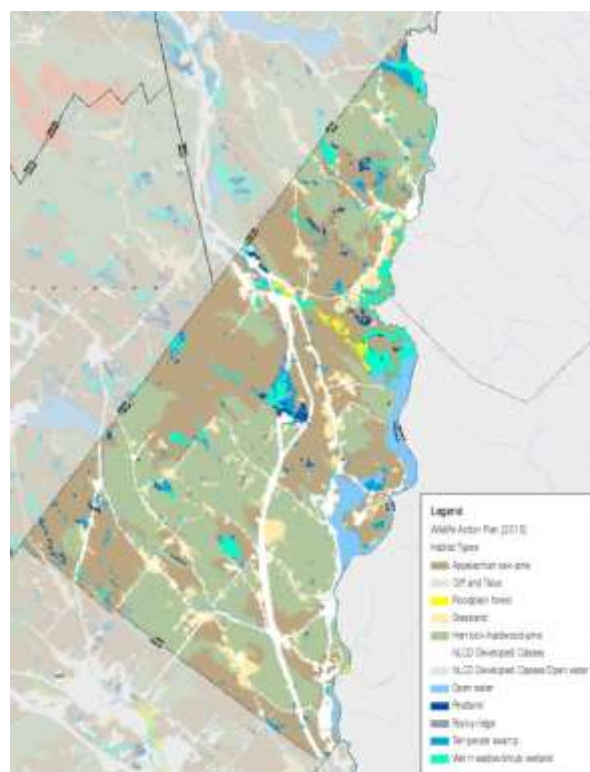 Legend
Wildlife Action Plan (2015)
Habitat Types
Appalachian oak-pine
Cliff and Talus
Floodplain forest
Grassland
Hemlock-hardwood-pine
NLCD Developed Classes
NLCD Developed Classes/Open water
Open water
Peatland
Rocky ridge
Temperate swamp
Wet meadow/shrub wetland